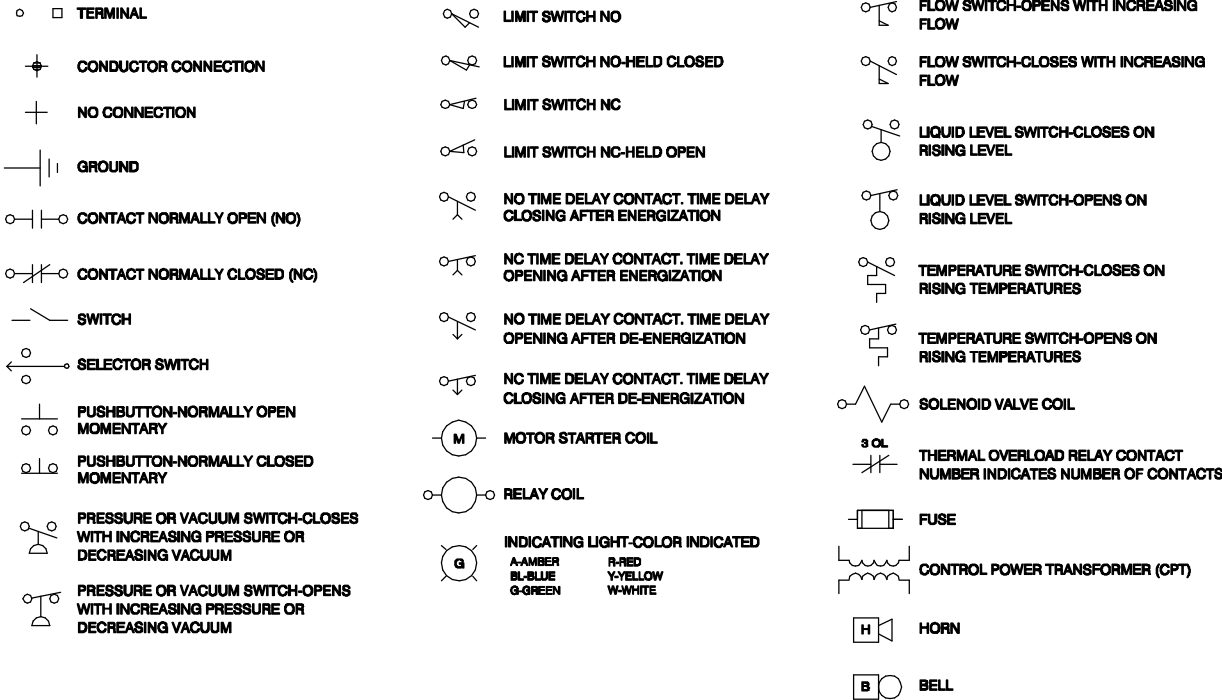 TERMINAL
CONDUCTOR CONNECTION
NO CONNECTION
GROUND
CONTACT NORMALLY OPEN (NO)
CONTACT NORMALLY CLOSED (NC)
SWITCH
SELECTOR SWITCH
PUSHBUTTON-NORMALLY OPEN
MOMENTARY
PUSHBUTTON-NORMALLY CLOSED
MOMENTARY
PRESSURE OR VACUUM SWITCH-CLOSES
WITH INCREASING PRESSURE OR
DECREASING VACUUM
PRESSURE OR VACUUM SWITCH-OPENS
WITH INCREASING PRESSURE OR
DECREASING VACUUM
LIMIT SWITCH NO
LIMIT SWITCH NO-HELD CLOSED
LIMIT SWITCH NC
LIMIT SWITCH NC-HELD OPEN
NO TIME DELAY CONTACT. TIME DELAY
CLOSING AFTER ENERGIZATION
NC TIME DELAY CONTACT. TIME DELAY
OPENING AFTER ENERGIZATION
NO TIME DELAY CONTACT. TIME DELAY
OPENING AFTER DE-ENERGIZATION
NC TIME DELAY CONTACT. TIME DELAY
CLOSING AFTER DE-ENERGIZATION
M MOTOR STARTER COIL
RELAY COIL
G INDICATING LIGHT-COLOR INDICATED
A-AMBER R-RED
BL-BLUE Y-YELLOW
G-GREEN W-WHITE
FLOW SWITCH-OPENS WITH INCREASING
FLOW
FLOW SWITCH-CLOSES WITH INCREASING
FLOW
LIQUID LEVEL SWITCH-CLOSES ON
RISING LEVEL
LIQUID LEVEL SWITCH-OPENS ON
RISING LEVEL
TEMPERATURE SWITCH-CLOSES ON
RISING TEMPERATURES
TEMPERATURE SWITCH-OPENS ON
RISING TEMPERATURES
SOLENOID VALVE COIL
3 OL
THERMAL OVERLOAD RELAY CONTACT
NUMBER INDICATES NUMBER OF CONTACTS
FUSE
CONTROL POWER TRANSFORMER (CPT)
H HORN
B BELL